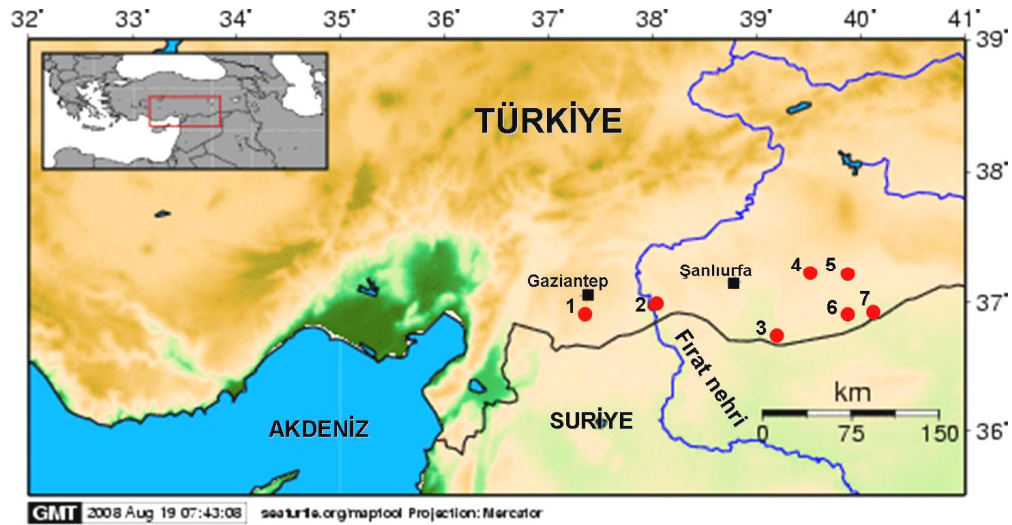 32° 33° 34° 35° 36° 37° 38° 39° 40° 41°
39°
TÜRKİYE
38°
Gaziantep
Şanlıurfa
4 5
1 2 3 6 7
37°
Fırat nehri
km
0 75 150
AKDENİZ
SURİYE
36°
GMT 2008 Aug 19 07:43:08 seaturtle.org/maptool Projection: Mercator